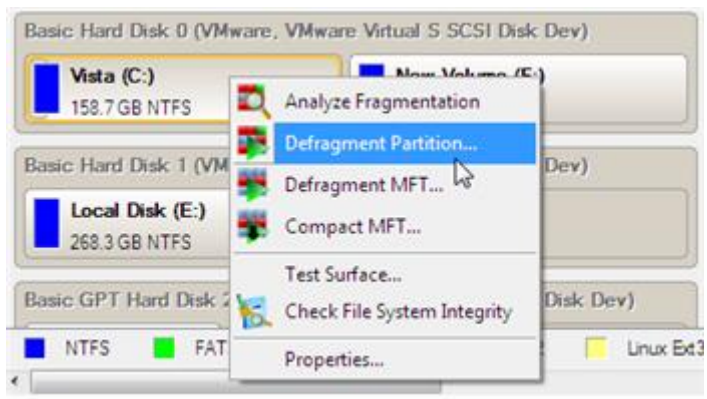 Basic Hard Disk 0 (VMware, VMware Virtual S SCSI Disk Dev)
Vista (C:)
158.7 GB NTFS
New Volume (F:)
Analyze Fragmentation
Defragment Partition...
Defragment MFT...
Compact MFT...
Test Surface...
Check File System Integrity
Properties...
Basic Hard Disk 1 (VM
Dev)
Local Disk (E:)
268.3 GB NTFS
Basic GPT Hard Disk 2
Disk Dev)
NTFS
FAT
Linux Ext3